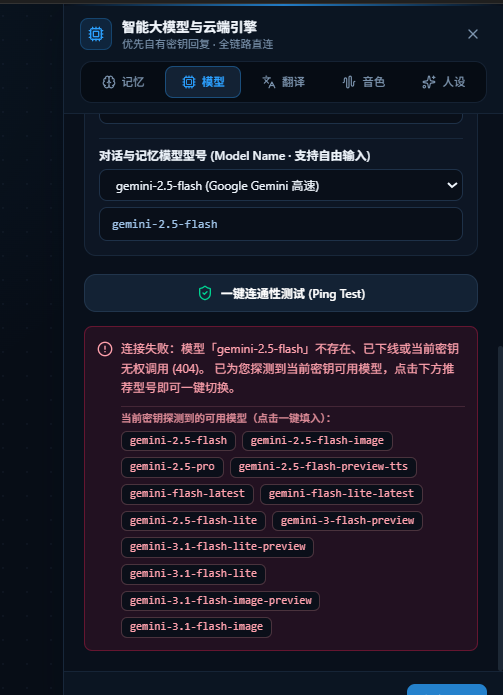 智能大模型与云端引擎
优先自有密钥回复 · 全链路直连
记忆 模型 翻译 音色 人设
对话与记忆模型型号 (Model Name · 支持自由输入)
gemini-2.5-flash (Google Gemini 高速)
gemini-2.5-flash
一键连通性测试 (Ping Test)
连接失败：模型「gemini-2.5-flash」不存在、已下线或当前密钥
无权调用 (404)。 已为您探测到当前密钥可用模型，点击下方推
荐型号即可一键切换。
当前密钥探测到的可用模型（点击一键填入）：
gemini-2.5-flash gemini-2.5-flash-image
gemini-2.5-pro gemini-2.5-flash-preview-tts
gemini-flash-latest gemini-flash-lite-latest
gemini-2.5-flash-lite gemini-3-flash-preview
gemini-3.1-flash-lite-preview
gemini-3.1-flash-lite
gemini-3.1-flash-image-preview
gemini-3.1-flash-image